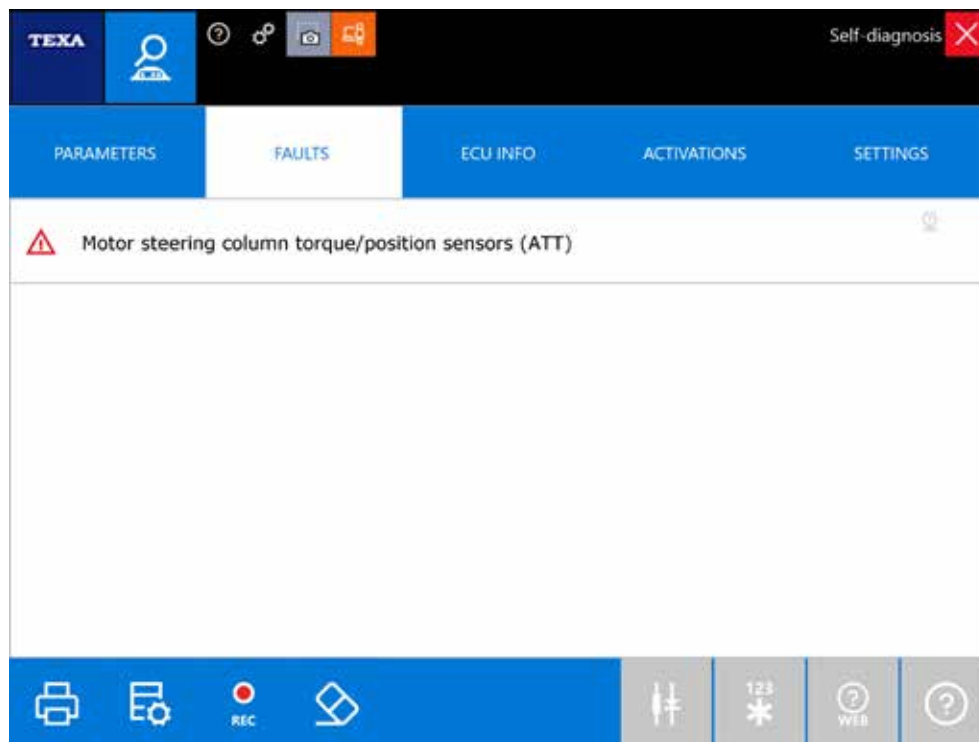 TEXA
Self-diagnosis
PARAMETERS
FAULTS
ECU INFO
ACTIVATIONS
SETTINGS
Motor steering column torque/position sensors (ATT)
REC
123
WEB